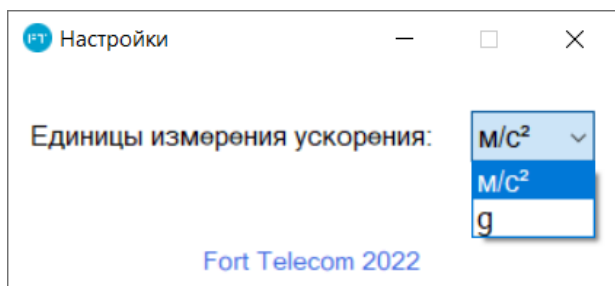 FT Настройки
Единицы измерения ускорения: м/с²
м/с²
g
Fort Telecom 2022